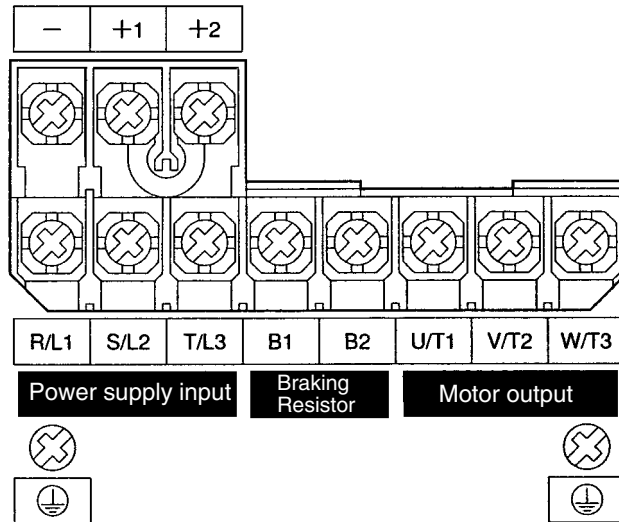 − +1 +2
R/L1 S/L2 T/L3 B1 B2 U/T1 V/T2 W/T3
Power supply input Braking Resistor Motor output